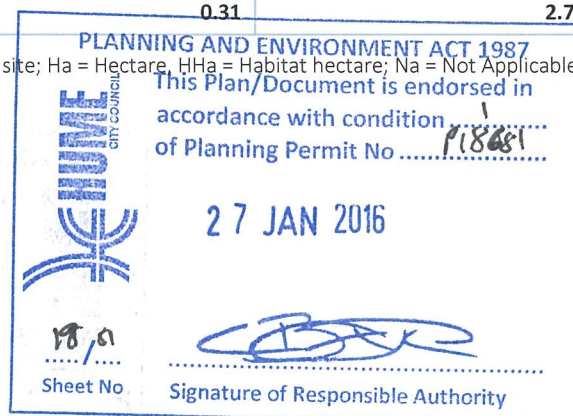 0.31 2.7
PLANNING AND ENVIRONMENT ACT 1987
site; Ha = Hectare, HHa = Habitat hectare; Na = Not Applicable
HUME
CITY COUNCIL
This Plan/Document is endorsed in
accordance with condition 1
of Planning Permit No P18681
27 JAN 2016
Sheet No
Signature of Responsible Authority